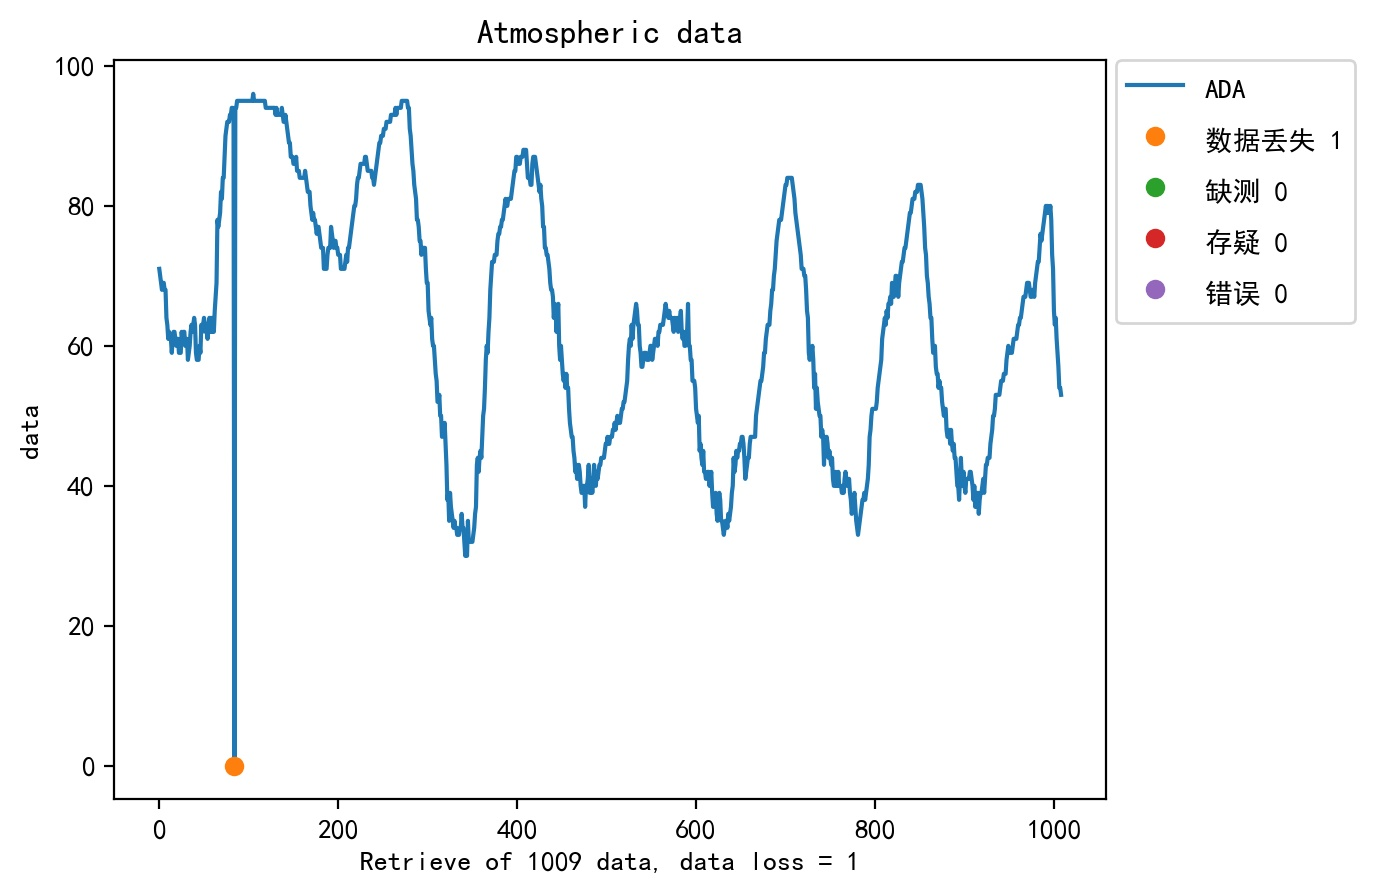 Atmospheric data
100
80
60
40
20
0
data
0 200 400 600 800 1000
Retrieve of 1009 data, data loss = 1
ADA
数据丢失 1
缺测 0
存疑 0
错误 0